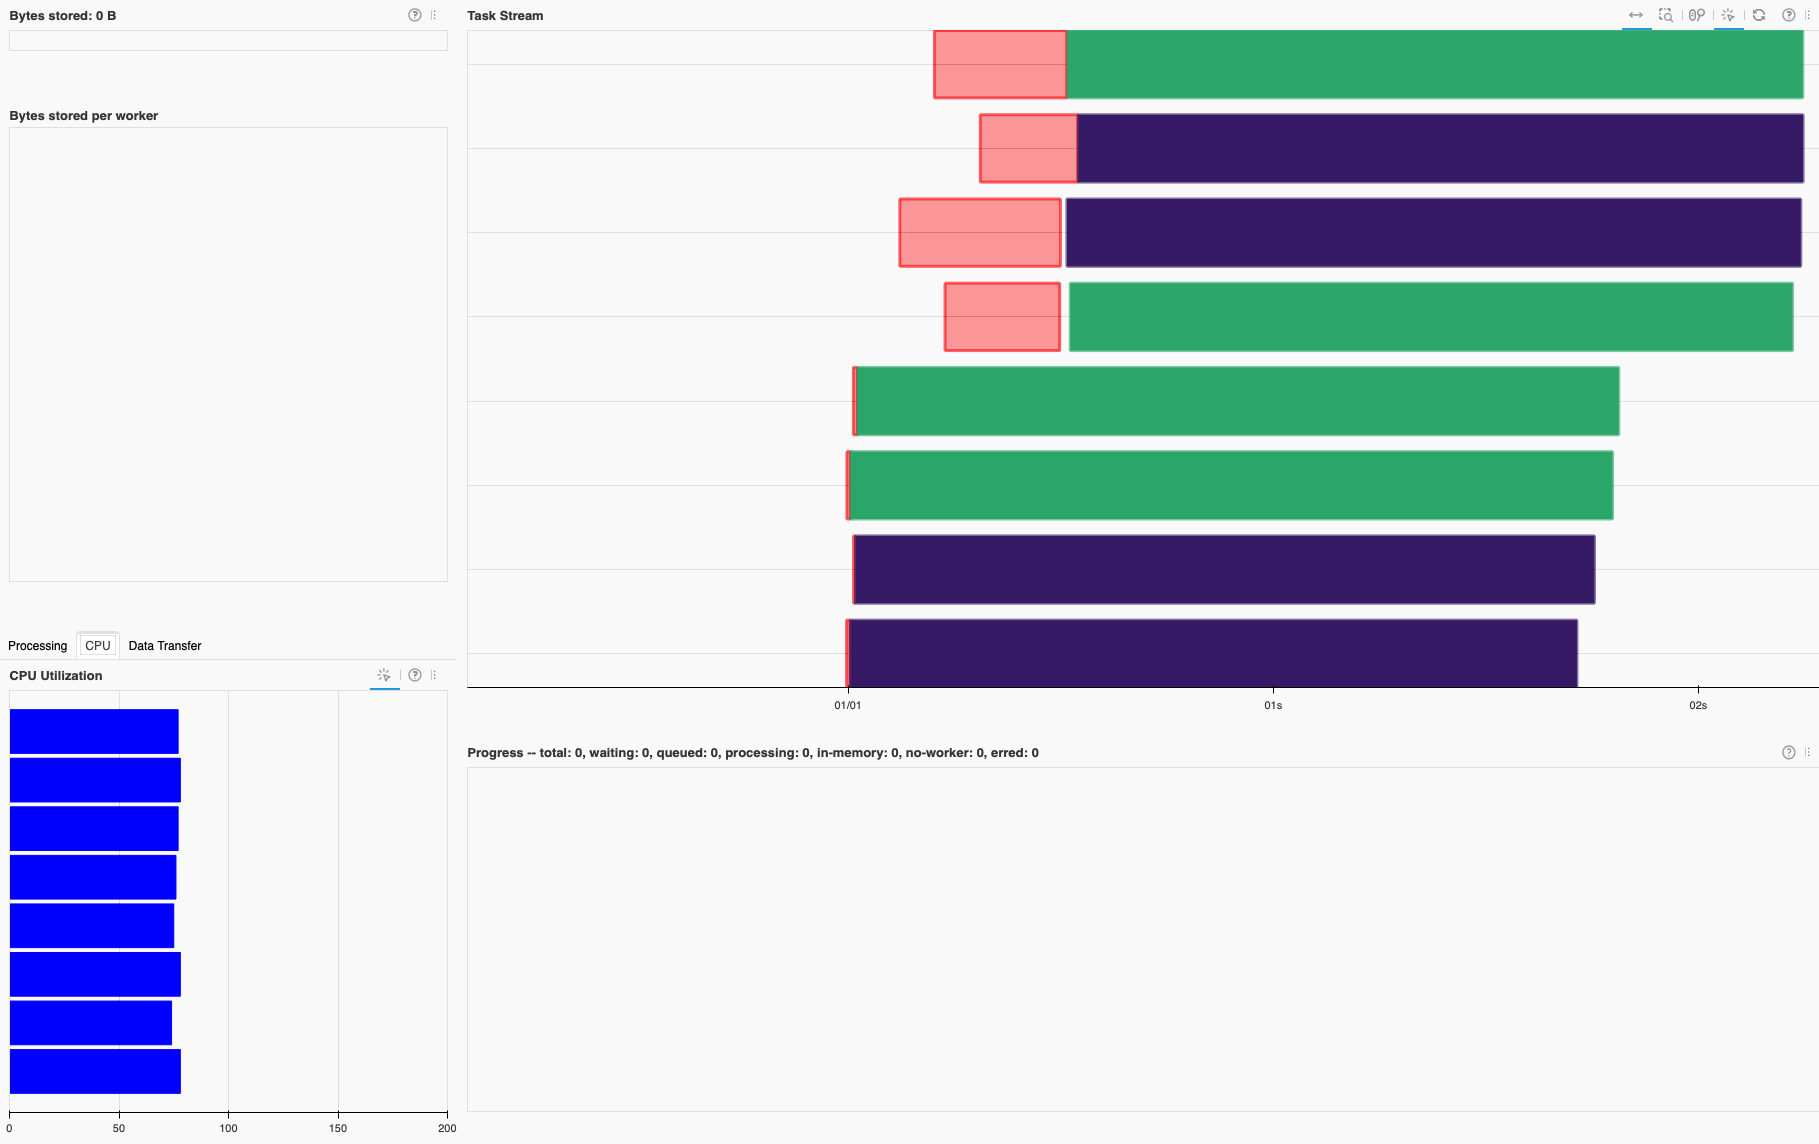 Bytes stored: 0 B
Bytes stored per worker
Processing CPU Data Transfer
CPU Utilization
0 50 100 150 200
Task Stream
01/01 01s 02s
Progress -- total: 0, waiting: 0, queued: 0, processing: 0, in-memory: 0, no-worker: 0, erred: 0